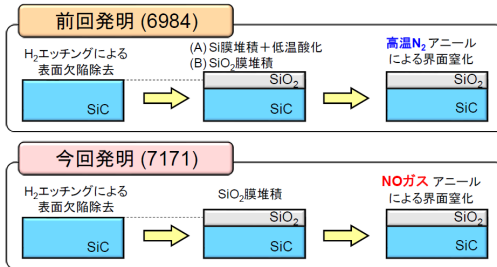 前回発明 (6984)
H₂エッチングによる
表面欠陥除去
SiC
(A) Si膜堆積＋低温酸化
(B) SiO₂膜堆積
SiO₂
SiC
高温N₂ アニール
による界面窒化
SiO₂
SiC
今回発明 (7171)
H₂エッチングによる
表面欠陥除去
SiC
SiO₂膜堆積
SiO₂
SiC
NOガス アニール
による界面窒化
SiO₂
SiC